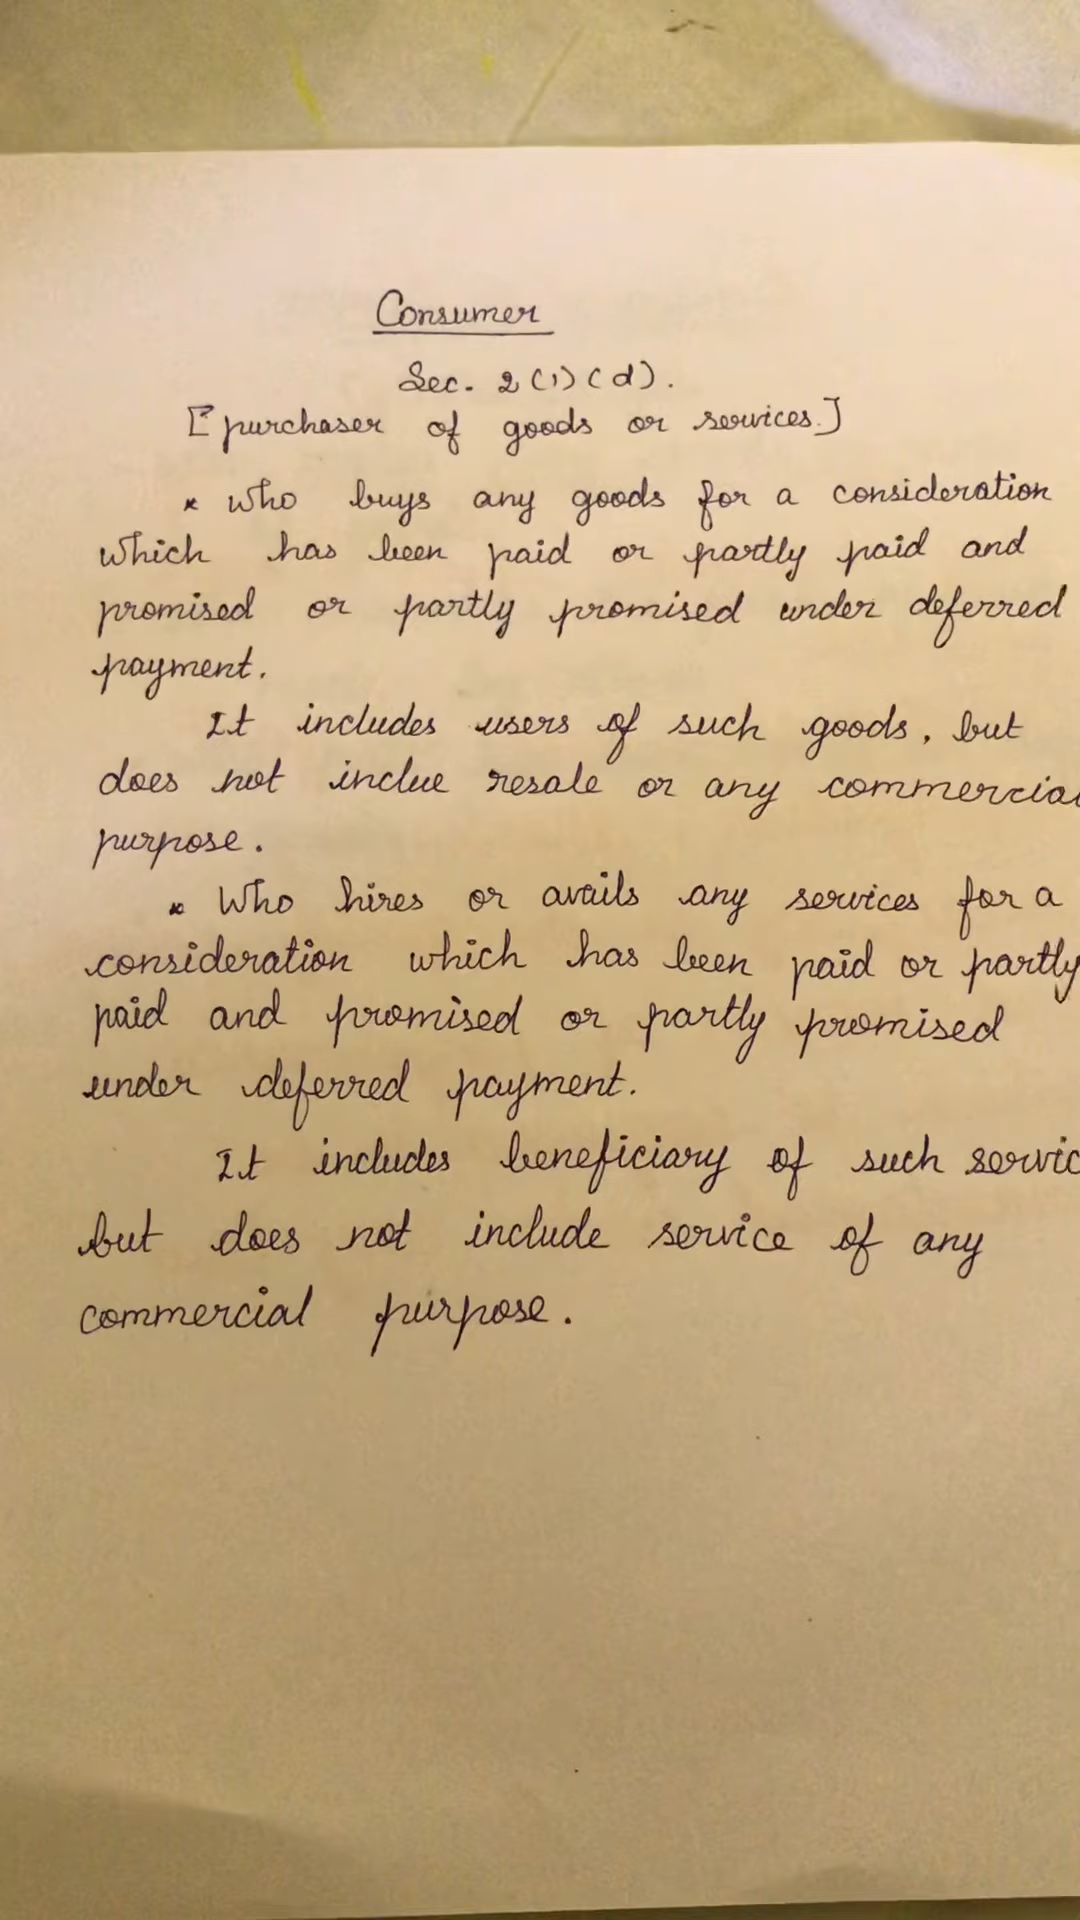 Consumer
Sec. 2 (1) (d).
[purchaser of goods or services.]
* Who buys any goods for a consideration
which has been paid or partly paid and
promised or partly promised under deferred
payment.
It includes users of such goods, but
does not inclue resale or any commercial
purpose.
* Who hires or avails any services for a
consideration which has been paid or partly
paid and promised or partly promised
under deferred payment.
It includes beneficiary of such servic
but does not include service of any
commercial purpose.